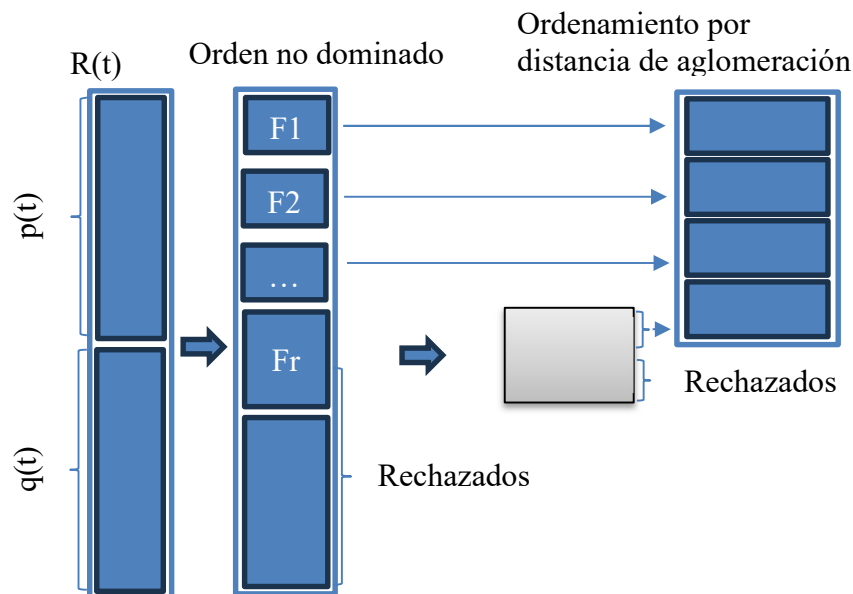 Ordenamiento por
distancia de aglomeración
Orden no dominado
R(t)
F1
F2
p(t)
…
Fr
Rechazados
q(t)
Rechazados